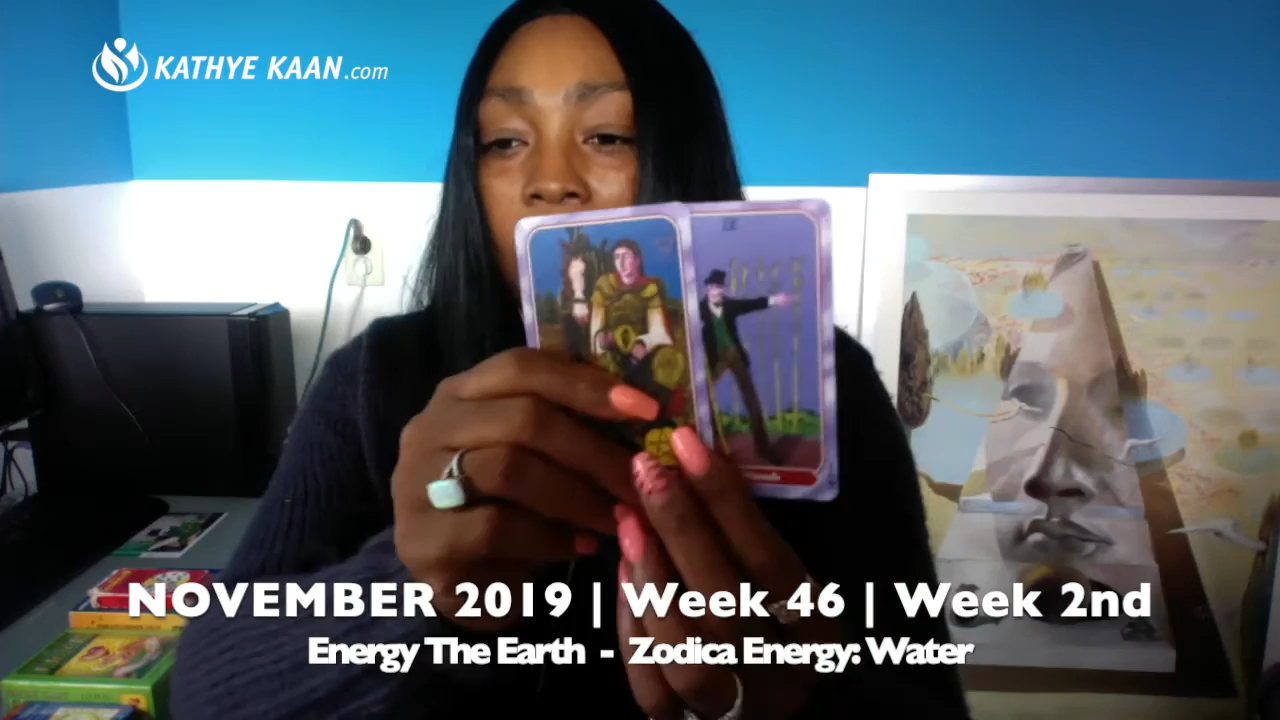 KATHYE KAAN.com
NOVEMBER 2019 | Week 46 | Week 2nd
Energy The Earth - Zodica Energy: Water